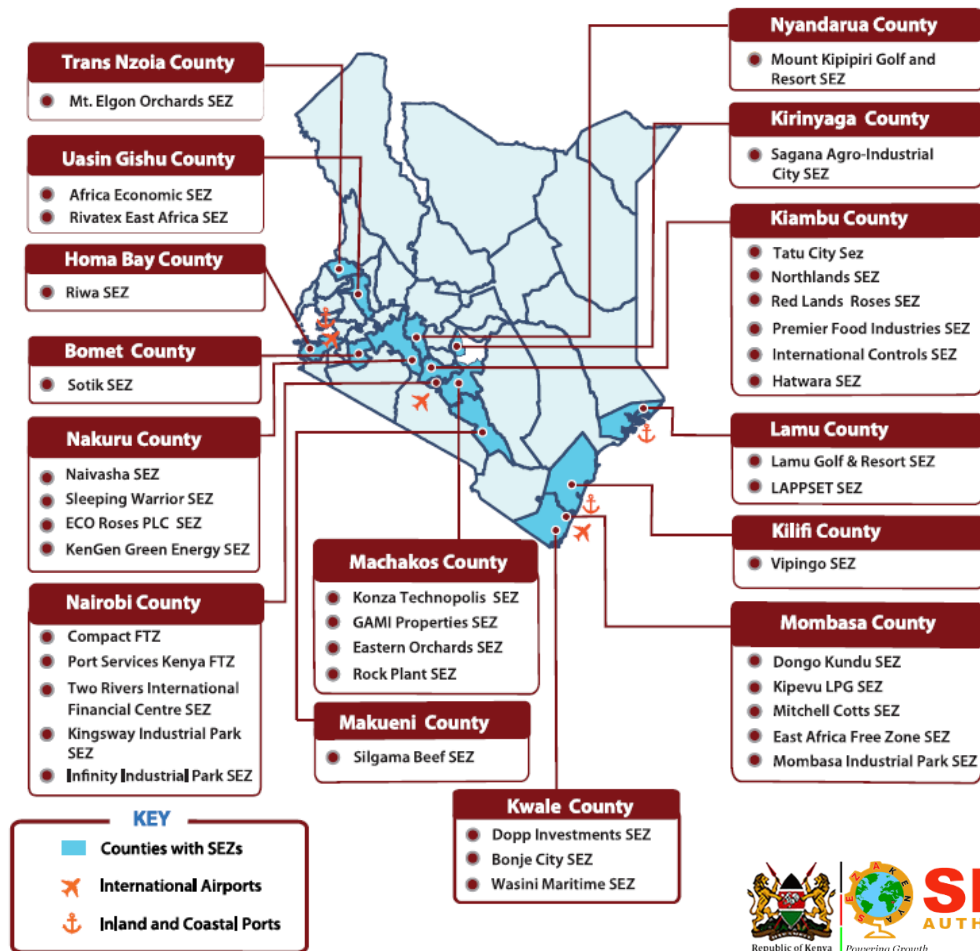 Trans Nzoia County
Mt. Elgon Orchards SEZ
Uasin Gishu County
Africa Economic SEZ
Rivatex East Africa SEZ
Homa Bay County
Riwa SEZ
Bomet County
Sotik SEZ
Nakuru County
Naivasha SEZ
Sleeping Warrior SEZ
ECO Roses PLC SEZ
KenGen Green Energy SEZ
Nairobi County
Compact FTZ
Port Services Kenya FTZ
Two Rivers International
Financial Centre SEZ
Kingsway Industrial Park
SEZ
Infinity Industrial Park SEZ
Machakos County
Konza Technopolis SEZ
GAMI Properties SEZ
Eastern Orchards SEZ
Rock Plant SEZ
Makueni County
Silgama Beef SEZ
Kwale County
Dopp Investments SEZ
Bonje City SEZ
Wasini Maritime SEZ
Nyandarua County
Mount Kipipiri Golf and
Resort SEZ
Kirinyaga County
Sagana Agro-Industrial
City SEZ
Kiambu County
Tatu City Sez
Northlands SEZ
Red Lands Roses SEZ
Premier Food Industries SEZ
International Controls SEZ
Hatwara SEZ
Lamu County
Lamu Golf & Resort SEZ
LAPPSET SEZ
Kilifi County
Vipingo SEZ
Mombasa County
Dongo Kundu SEZ
Kipevu LPG SEZ
Mitchell Cotts SEZ
East Africa Free Zone SEZ
Mombasa Industrial Park SEZ
KEY
Counties with SEZs
International Airports
Inland and Coastal Ports
Republic of Kenya
SEZA KENYA
Powering Growth